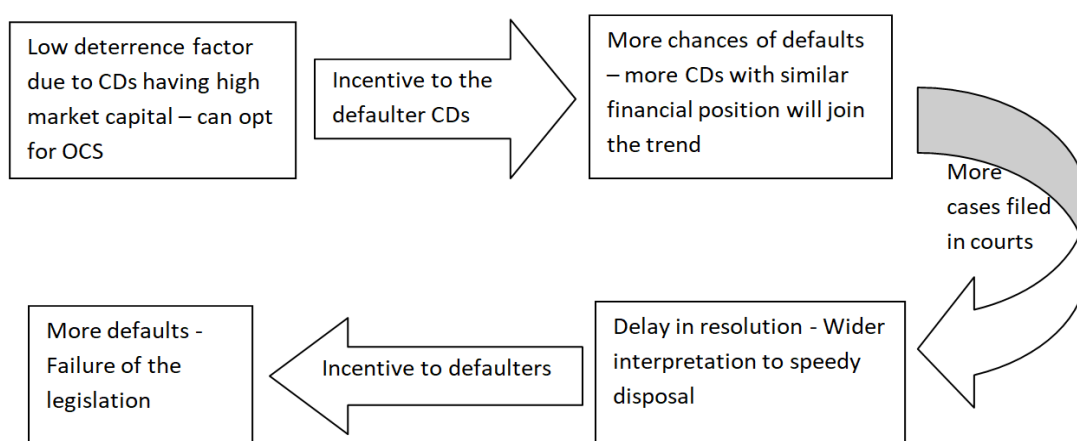 Low deterrence factor
due to CDs having high
market capital – can opt
for OCS
Incentive to the
defaulter CDs
More chances of defaults
– more CDs with similar
financial position will join
the trend
More
cases filed
in courts
Delay in resolution - Wider
interpretation to speedy
disposal
Incentive to defaulters
More defaults -
Failure of the
legislation